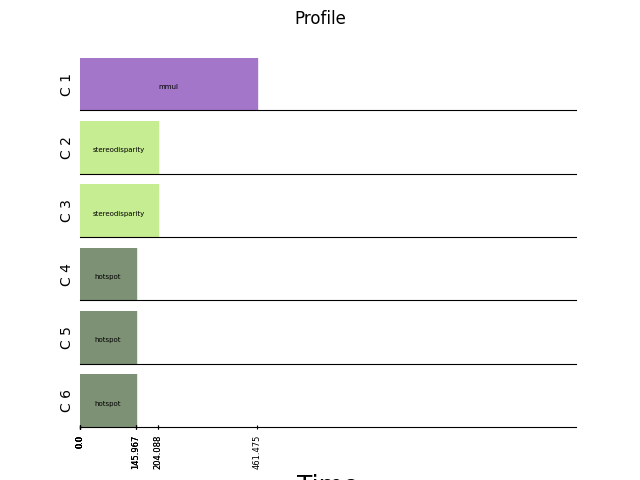 Profile
C 1
mmul
C 2
stereodisparity
C 3
stereodisparity
C 4
hotspot
C 5
hotspot
C 6
hotspot
0.0
145.967
204.088
461.475
Time